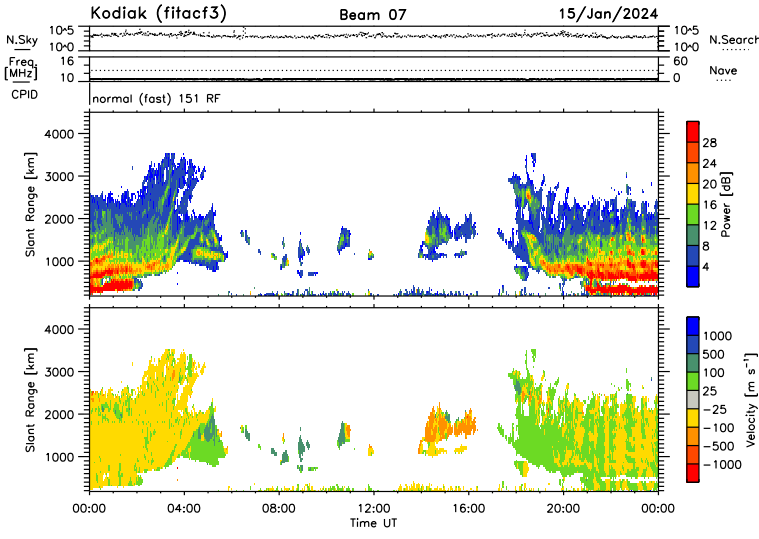 Kodiak (fitacf3) Beam 07 15/Jan/2024
N.Sky 10^5 10^0 10^5 10^0 N.Search
Freq. [MHz] 16 10 60 0 Nave
CPID normal (fast) 151 RF
Slant Range [km] 4000 3000 2000 1000
28 24 20 16 12 8 4 Power [dB]
Slant Range [km] 4000 3000 2000 1000
1000 500 100 25 -25 -100 -500 -1000 Velocity [m s^-1]
00:00 04:00 08:00 12:00 16:00 20:00 00:00
Time UT